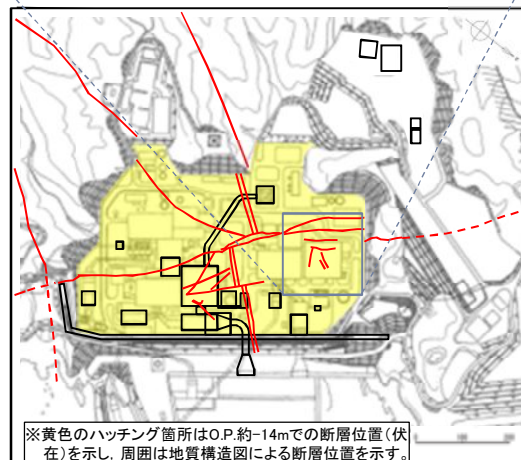 ※黄色のハッチング箇所はO.P.約-14mでの断層位置(伏
在)を示し，周囲は地質構造図による断層位置を示す。